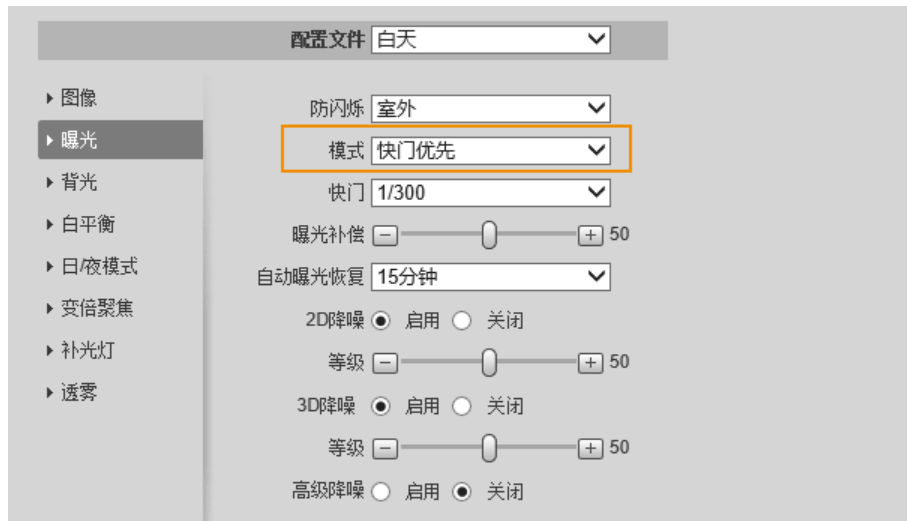 配置文件 白天
图像
曝光
背光
白平衡
日/夜模式
变倍聚焦
补光灯
透雾
防闪烁 室外
模式 快门优先
快门 1/300
曝光补偿 50
自动曝光恢复 15分钟
2D降噪 启用 关闭
等级 50
3D降噪 启用 关闭
等级 50
高级降噪 启用 关闭